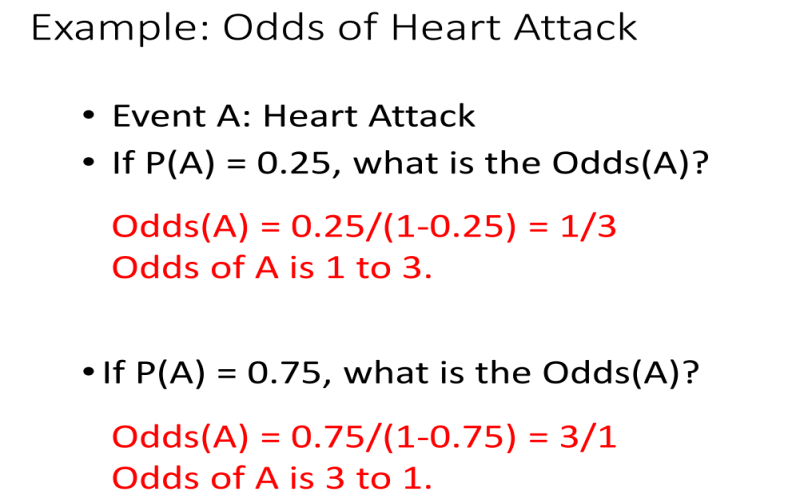 Example: Odds of Heart Attack
• Event A: Heart Attack
• If P(A) = 0.25, what is the Odds(A)?
Odds(A) = 0.25/(1-0.25) = 1/3
Odds of A is 1 to 3.
• If P(A) = 0.75, what is the Odds(A)?
Odds(A) = 0.75/(1-0.75) = 3/1
Odds of A is 3 to 1.